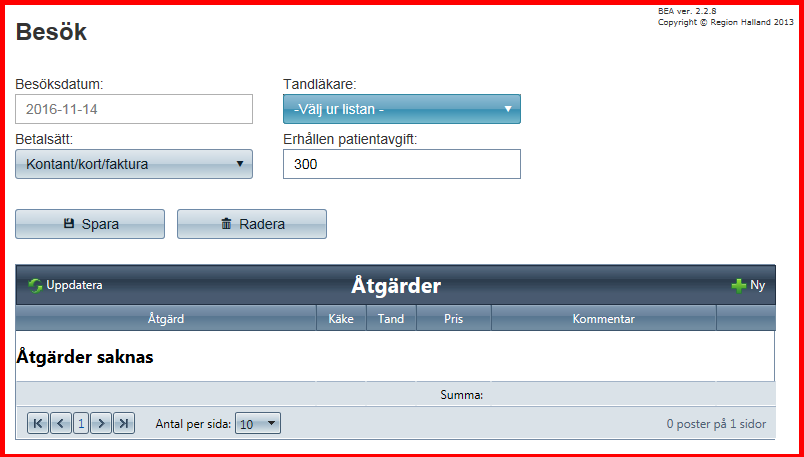 BEA ver. 2.2.8
Copyright © Region Halland 2013
Besök
Besöksdatum: Tandläkare:
2016-11-14 -Välj ur listan -
Betalsätt: Erhållen patientavgift:
Kontant/kort/faktura 300
Spara Radera
Uppdatera Åtgärder Ny
Åtgärd Käke Tand Pris Kommentar
Åtgärder saknas
Summa:
1 Antal per sida: 10 0 poster på 1 sidor